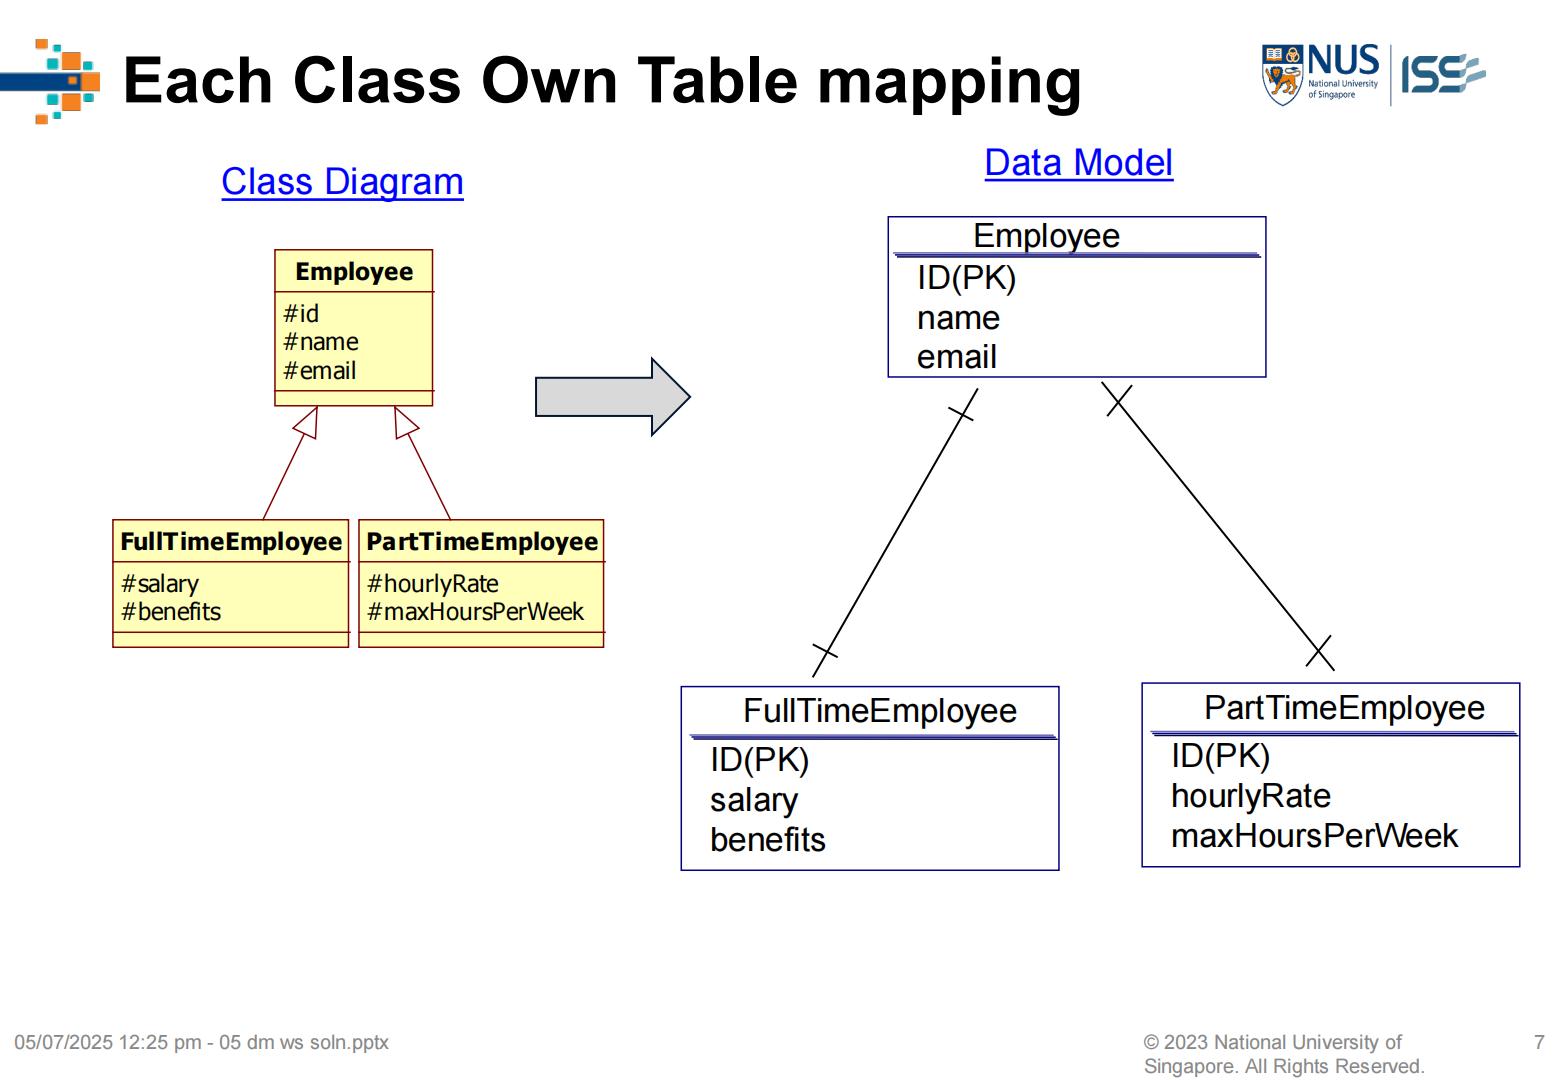 Each Class Own Table mapping
NUS
National University
of Singapore
ISS
Class Diagram
Data Model
Employee
#id
#name
#email
FullTimeEmployee
#salary
#benefits
PartTimeEmployee
#hourlyRate
#maxHoursPerWeek
Employee
ID(PK)
name
email
FullTimeEmployee
ID(PK)
salary
benefits
PartTimeEmployee
ID(PK)
hourlyRate
maxHoursPerWeek
05/07/2025 12:25 pm - 05 dm ws soln.pptx
© 2023 National University of
Singapore. All Rights Reserved.
7